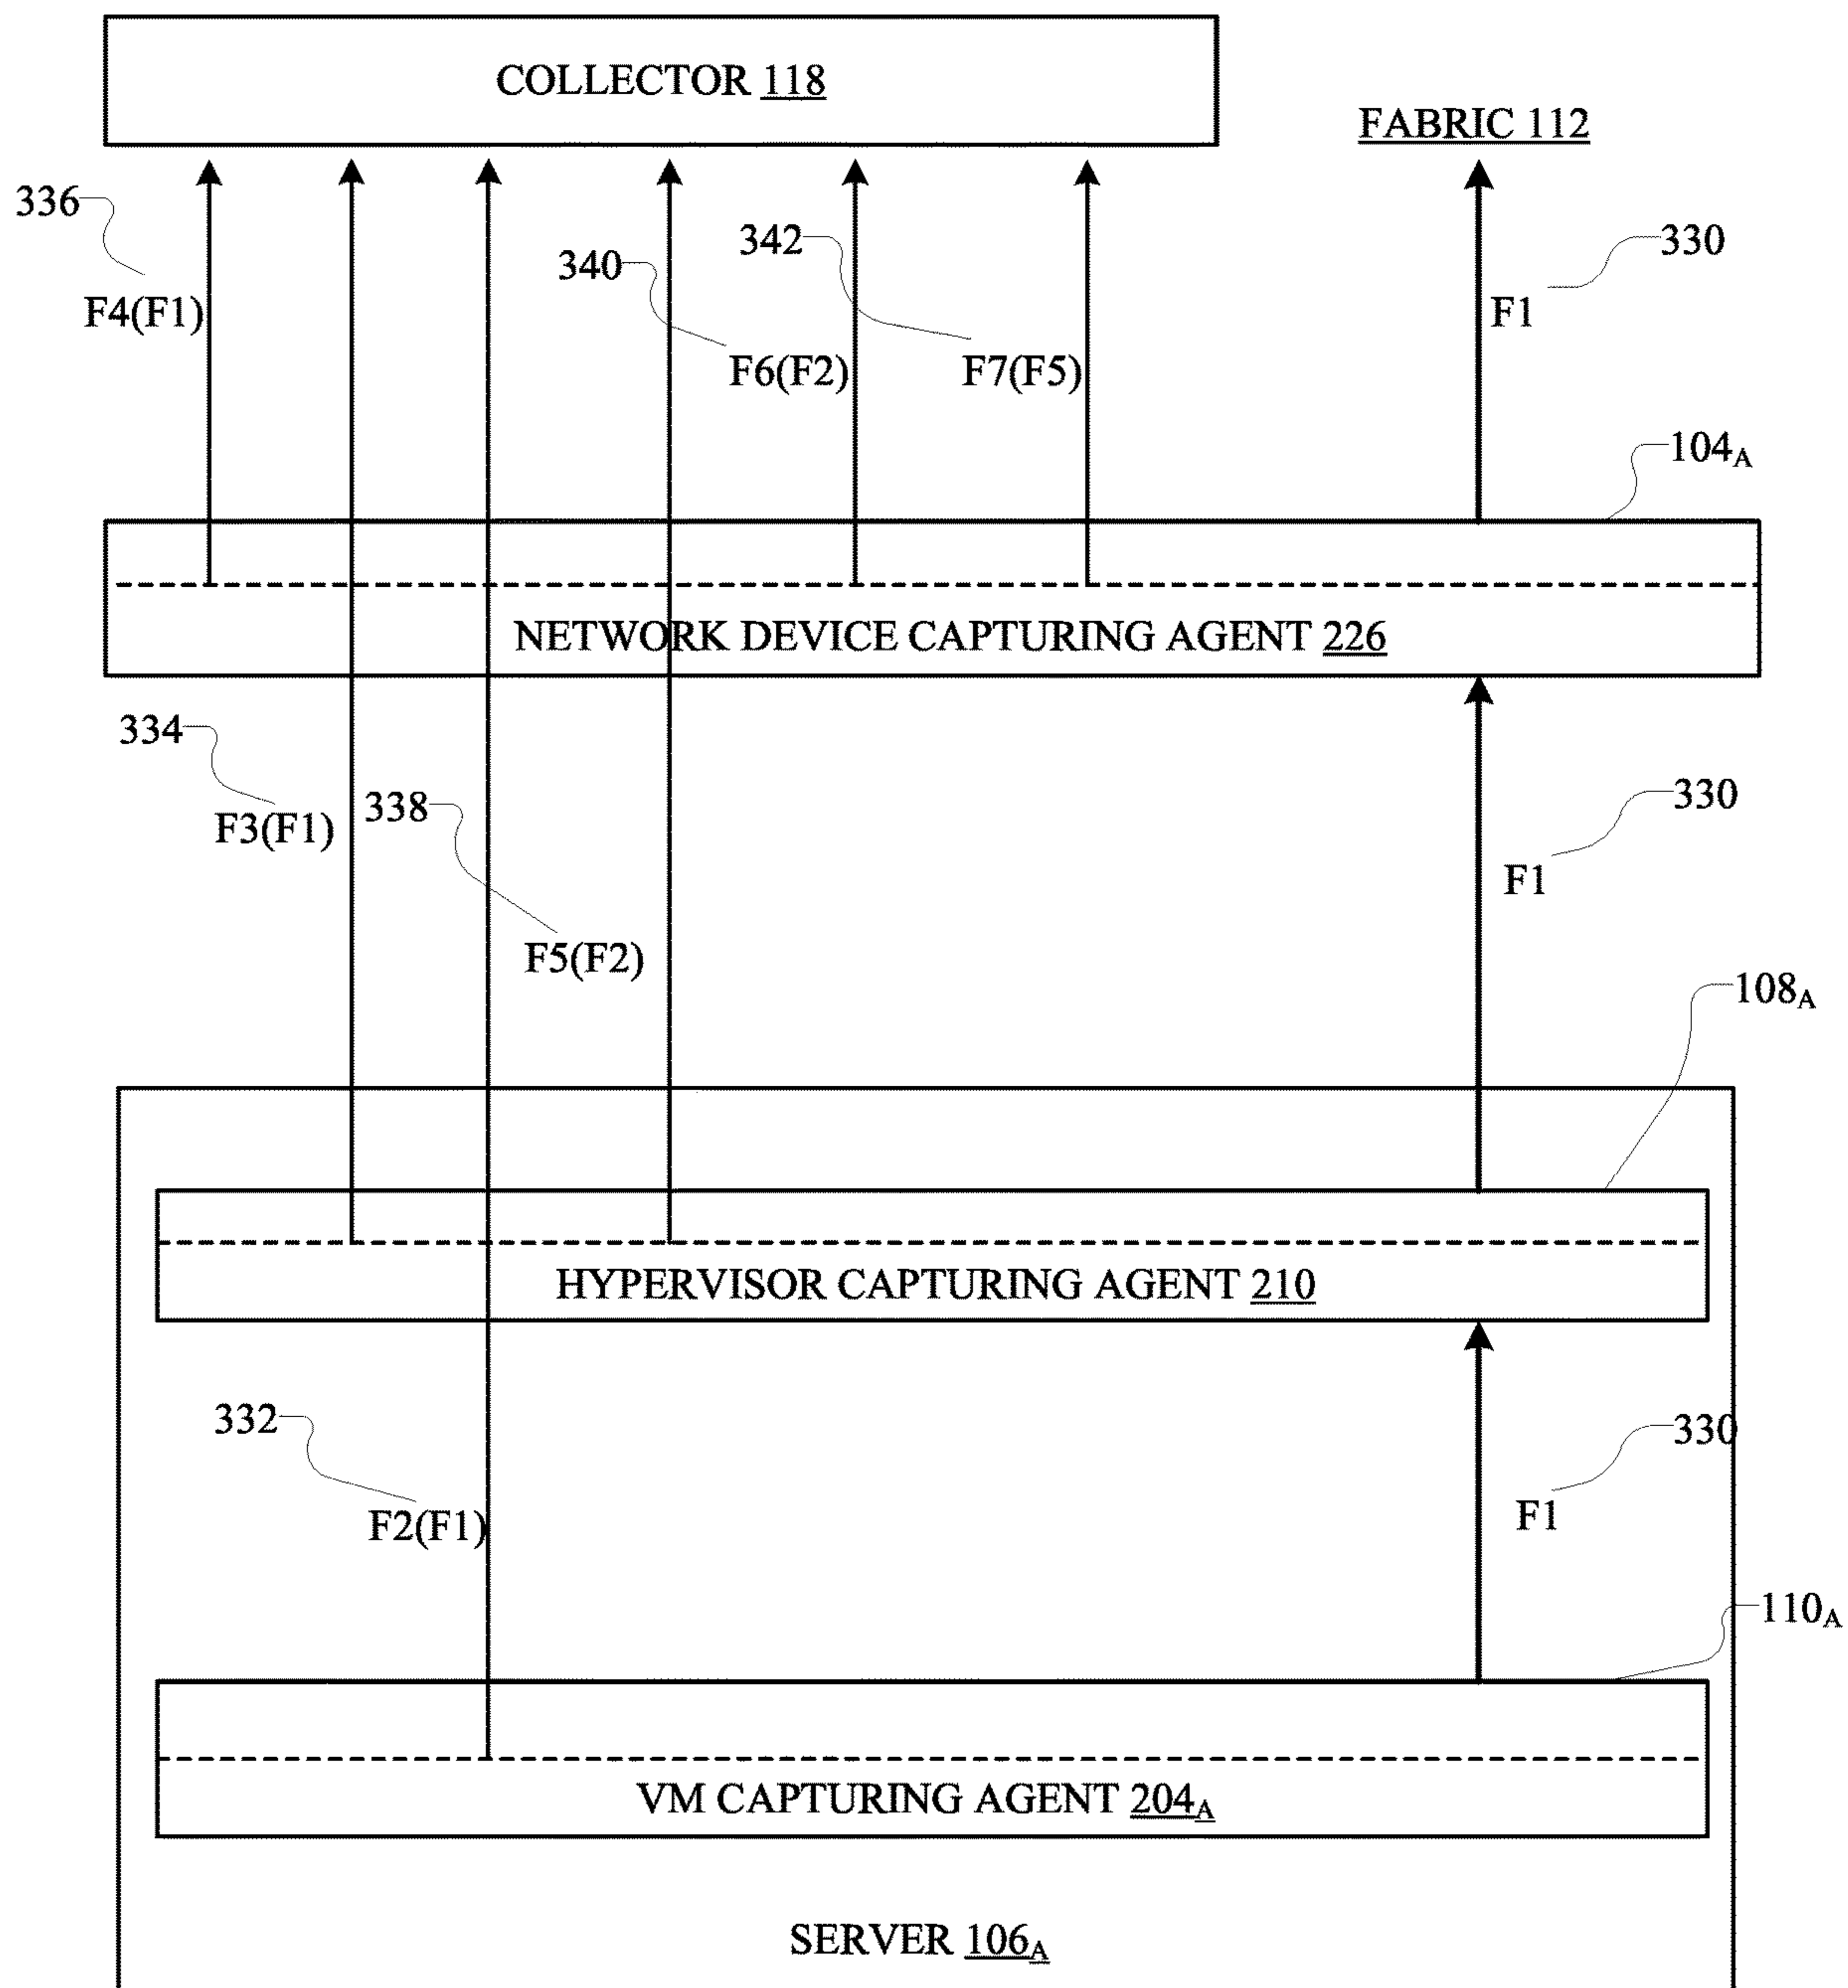 COLLECTOR 118
FABRIC 112
336
340
342
330
F4(F1)
F6(F2)
F7(F5)
F1
104A
NETWORK DEVICE CAPTURING AGENT 226
334
338
330
F3(F1)
F1
F5(F2)
108A
HYPERVISOR CAPTURING AGENT 210
332
330
F2(F1)
F1
110A
VM CAPTURING AGENT 204A
SERVER 106A